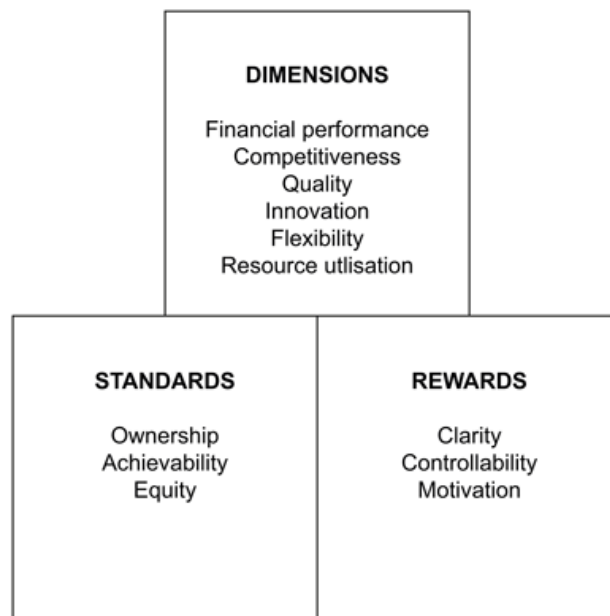 DIMENSIONS
Financial performance
Competitiveness
Quality
Innovation
Flexibility
Resource utlisation
STANDARDS
Ownership
Achievability
Equity
REWARDS
Clarity
Controllability
Motivation